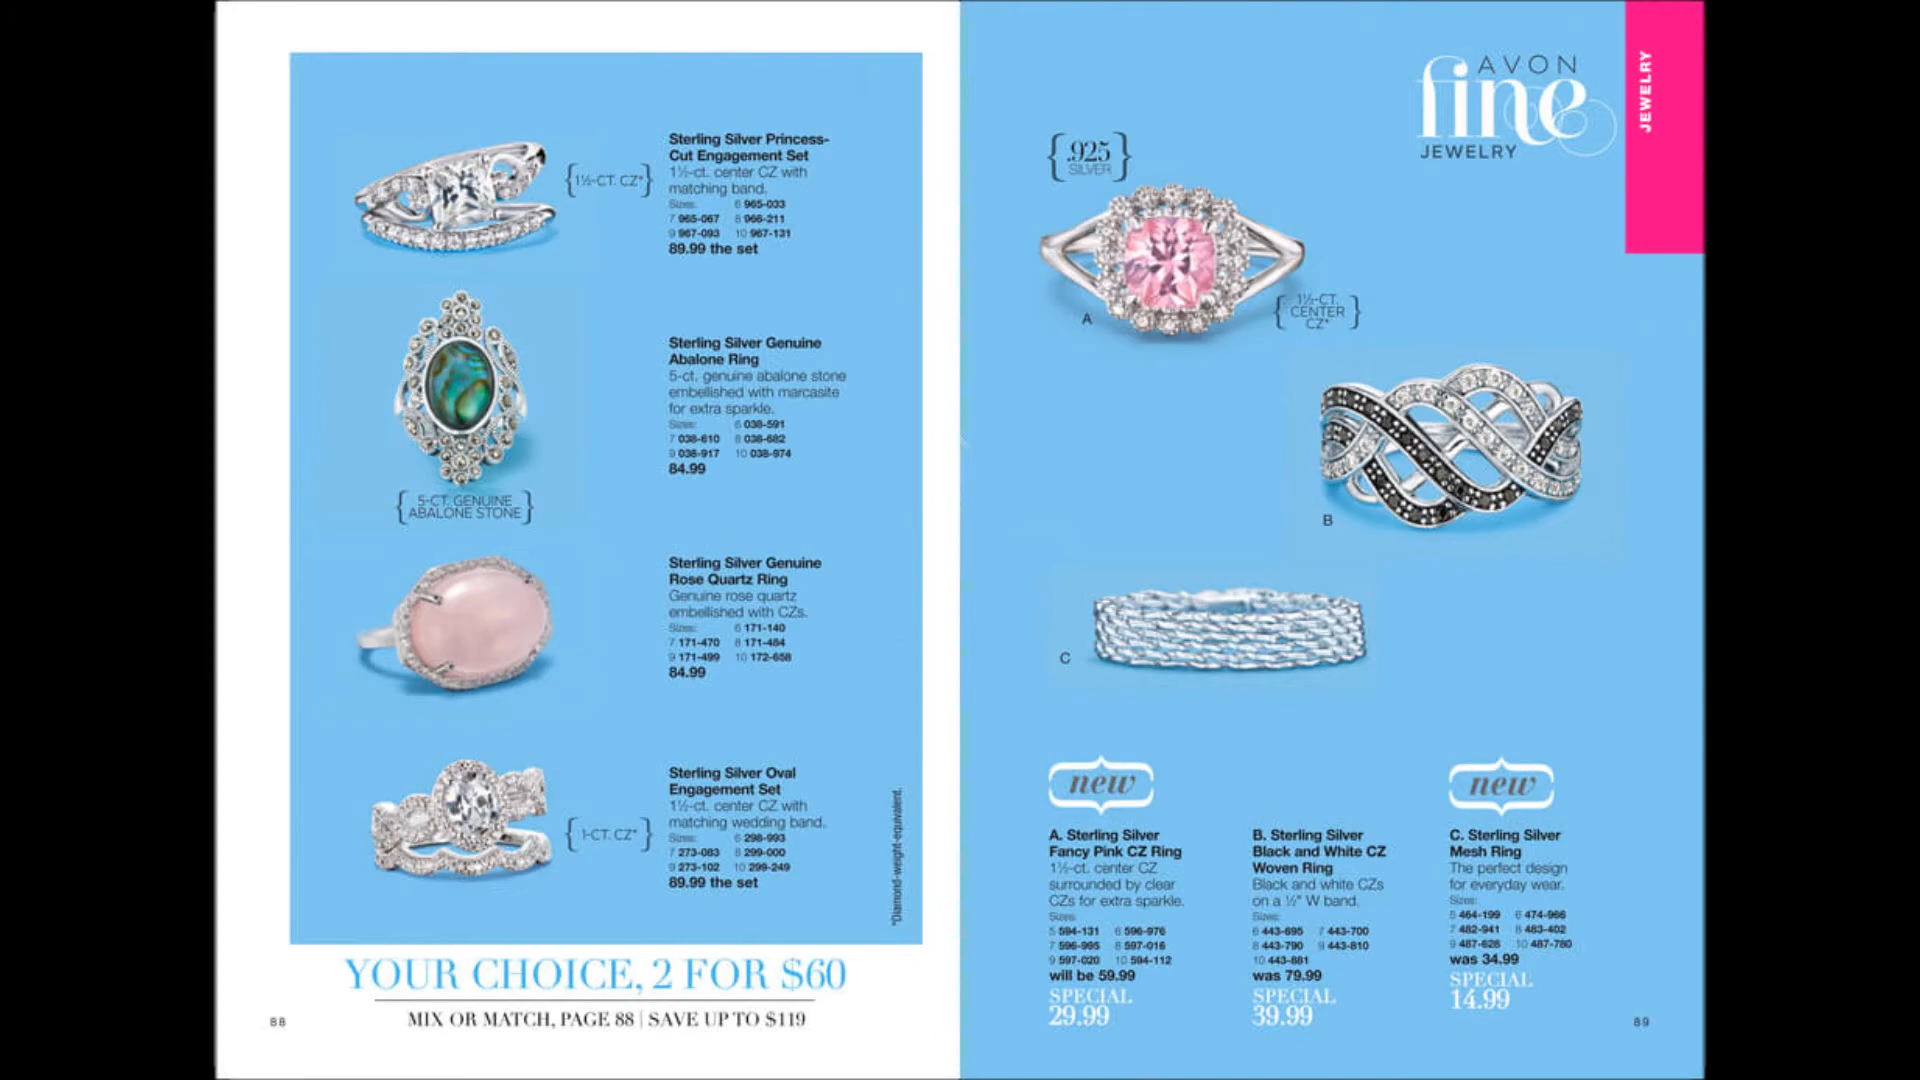 Sterling Silver Princess-
Cut Engagement Set
1½-ct. center CZ with
matching band.
Sizes: 6 965-033
7 965-067 8 966-211
9 967-093 10 967-131
89.99 the set
{1½-CT. CZ*}
Sterling Silver Genuine
Abalone Ring
5-ct. genuine abalone stone
embellished with marcasite
for extra sparkle.
Sizes: 6 038-591
7 038-610 8 038-682
9 038-917 10 038-974
84.99
{5-CT. GENUINE
ABALONE STONE}
Sterling Silver Genuine
Rose Quartz Ring
Genuine rose quartz
embellished with CZs.
Sizes: 6 171-140
7 171-470 8 171-484
9 171-499 10 172-658
84.99
Sterling Silver Oval
Engagement Set
1½-ct. center CZ with
matching wedding band.
Sizes: 6 298-993
7 273-083 8 299-000
9 273-102 10 299-249
89.99 the set
{1-CT. CZ*}
*Diamond-weight-equivalent.
YOUR CHOICE, 2 FOR $60
MIX OR MATCH, PAGE 88 | SAVE UP TO $119
88
AVON
fine
JEWELRY
JEWELRY
{.925
SILVER}
A
{1½-CT.
CENTER
CZ*}
B
C
new
A. Sterling Silver
Fancy Pink CZ Ring
1½-ct. center CZ
surrounded by clear
CZs for extra sparkle.
Sizes:
5 594-131 6 596-976
7 596-995 8 597-016
9 597-020 10 594-112
will be 59.99
SPECIAL
29.99
B. Sterling Silver
Black and White CZ
Woven Ring
Black and white CZs
on a ½" W band.
Sizes:
6 443-695 7 443-700
8 443-790 9 443-810
10 443-881
was 79.99
SPECIAL
39.99
new
C. Sterling Silver
Mesh Ring
The perfect design
for everyday wear.
Sizes:
5 464-199 6 474-966
7 482-941 8 483-402
9 487-628 10 487-780
was 34.99
SPECIAL
14.99
89